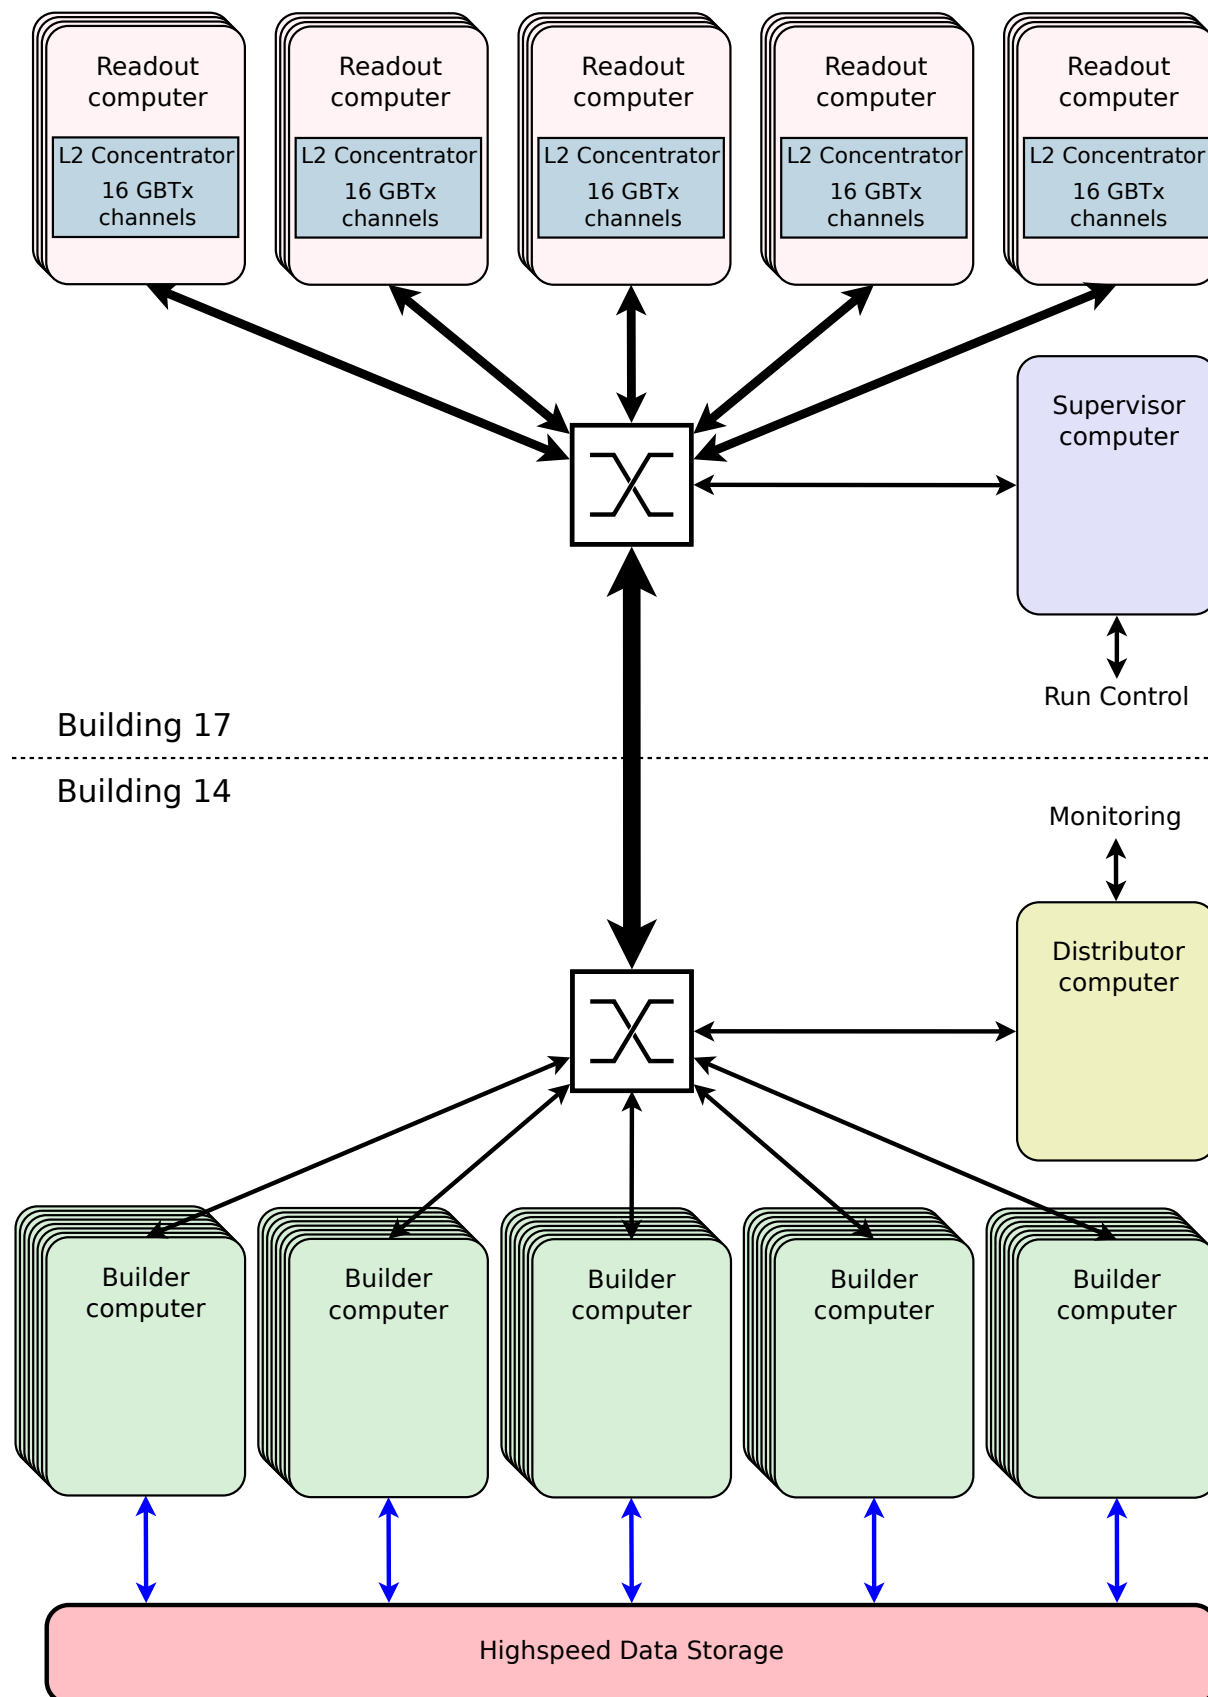 Readout
computer
L2 Concentrator
16 GBTx
channels
Readout
computer
L2 Concentrator
16 GBTx
channels
Readout
computer
L2 Concentrator
16 GBTx
channels
Readout
computer
L2 Concentrator
16 GBTx
channels
Readout
computer
L2 Concentrator
16 GBTx
channels
Supervisor
computer
Run Control
Building 17
Building 14
Monitoring
Distributor
computer
Builder
computer
Builder
computer
Builder
computer
Builder
computer
Builder
computer
Highspeed Data Storage